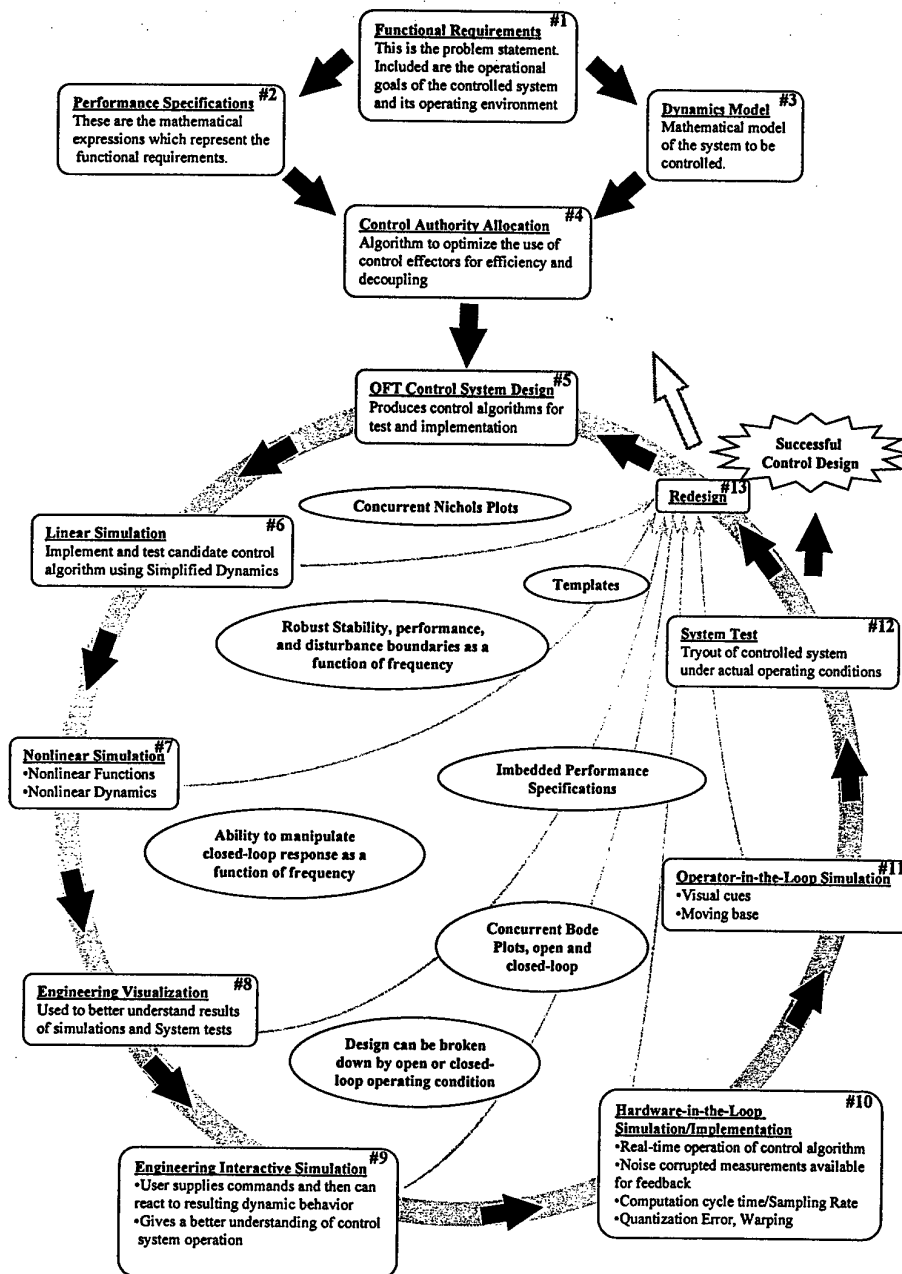 #1
Functional Requirements
This is the problem statement.
Included are the operational
goals of the controlled system
and its operating environment
#2
Performance Specifications
These are the mathematical
expressions which represent the
functional requirements.
#3
Dynamics Model
Mathematical model
of the system to be
controlled.
#4
Control Authority Allocation
Algorithm to optimize the use of
control effectors for efficiency and
decoupling
#5
QFT Control System Design
Produces control algorithms for
test and implementation
Successful
Control Design
#13
Redesign
Concurrent Nichols Plots
#6
Linear Simulation
Implement and test candidate control
algorithm using Simplified Dynamics
Templates
Robust Stability, performance,
and disturbance boundaries as a
function of frequency
#12
System Test
Tryout of controlled system
under actual operating conditions
#7
Nonlinear Simulation
•Nonlinear Functions
•Nonlinear Dynamics
Imbedded Performance
Specifications
Ability to manipulate
closed-loop response as a
function of frequency
#11
Operator-in-the-Loop Simulation
•Visual cues
•Moving base
Concurrent Bode
Plots, open and
closed-loop
#8
Engineering Visualization
Used to better understand results
of simulations and System tests
Design can be broken
down by open or closed-
loop operating condition
#10
Hardware-in-the-Loop
Simulation/Implementation
•Real-time operation of control algorithm
•Noise corrupted measurements available
for feedback
•Computation cycle time/Sampling Rate
•Quantization Error, Warping
#9
Engineering Interactive Simulation
•User supplies commands and then can
react to resulting dynamic behavior
•Gives a better understanding of control
system operation